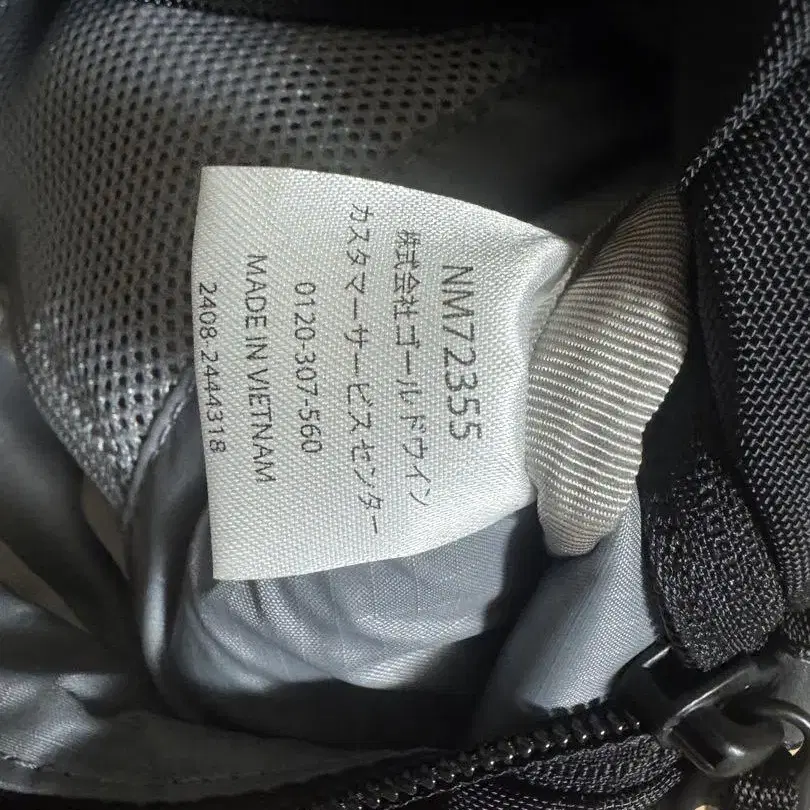 NM72355
株式会社ゴールドウイン
カスタマーサービスセンター
0120-307-560
MADE IN VIETNAM
2408 2444318